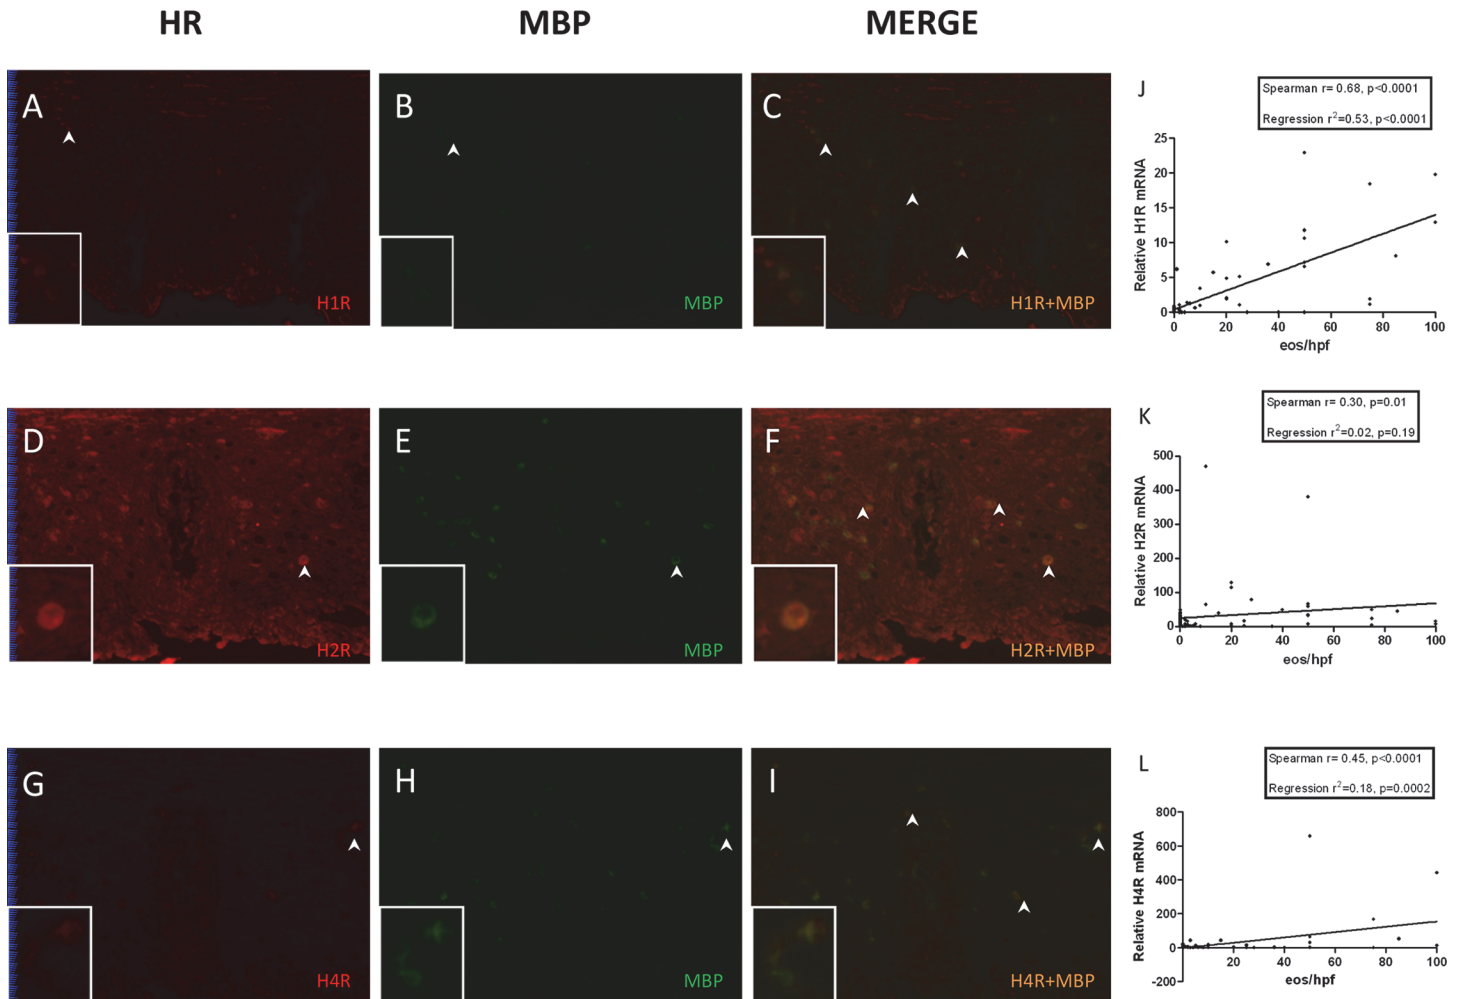 HR
MBP
MERGE
A
H1R
B
MBP
C
H1R+MBP
J
Spearman r= 0.68, p<0.0001
Regression r²=0.53, p<0.0001
Relative H1R mRNA
25
20
15
10
5
0
0 20 40 60 80 100
eos/hpf
D
H2R
E
MBP
F
H2R+MBP
K
Spearman r= 0.30, p=0.01
Regression r²=0.02, p=0.19
Relative H2R mRNA
500
400
300
200
100
0
0 20 40 60 80 100
eos/hpf
G
H4R
H
MBP
I
H4R+MBP
L
Spearman r= 0.45, p<0.0001
Regression r²=0.18, p=0.0002
Relative H4R mRNA
800
600
400
200
0
-200
20 40 60 80 100
eos/hpf